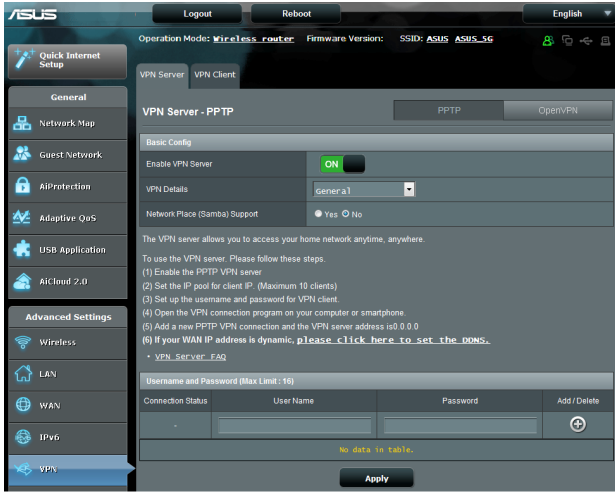 ASUS
Logout Reboot English
Operation Mode: Wireless router Firmware Version: SSID: ASUS ASUS_5G
Quick Internet
Setup
VPN Server VPN Client
General
VPN Server - PPTP PPTP OpenVPN
Network Map
Basic Config
Guest Network
Enable VPN Server ON
AiProtection
VPN Details General
Adaptive QoS
Network Place (Samba) Support Yes No
The VPN server allows you to access your home network anytime, anywhere.
USB Application
To use the VPN server. Please follow these steps.
(1) Enable the PPTP VPN server
AiCloud 2.0
(2) Set the IP pool for client IP. (Maximum 10 clients)
(3) Set up the username and password for VPN client.
(4) Open the VPN connection program on your computer or smartphone.
Advanced Settings
(5) Add a new PPTP VPN connection and the VPN server address is0.0.0.0
(6) If your WAN IP address is dynamic, please click here to set the DDNS.
Wireless
• VPN Server FAQ
LAN
Username and Password (Max Limit : 16)
WAN
Connection Status User Name Password Add / Delete
-
IPv6
No data in table.
VPN
Apply